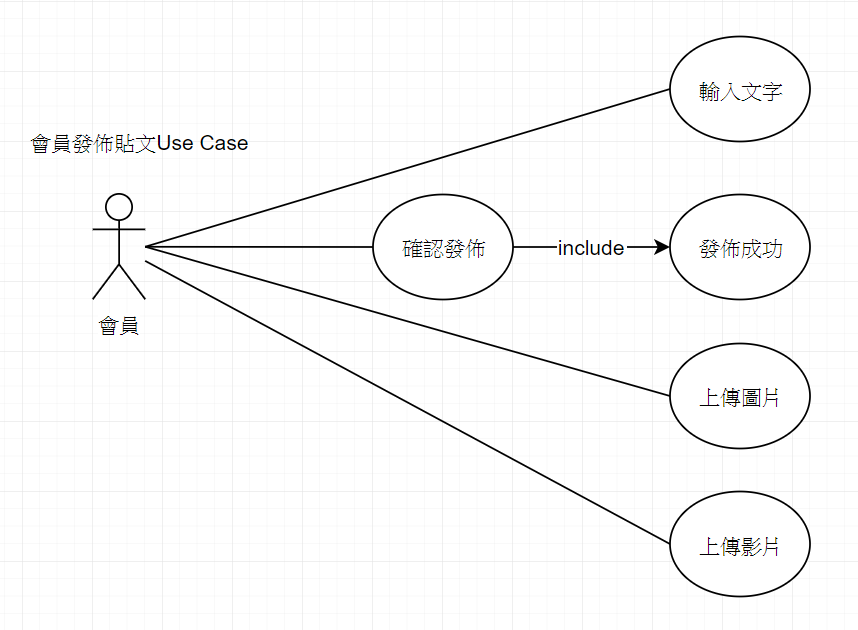 會員發佈貼文Use Case
會員
輸入文字
確認發佈
include
發佈成功
上傳圖片
上傳影片